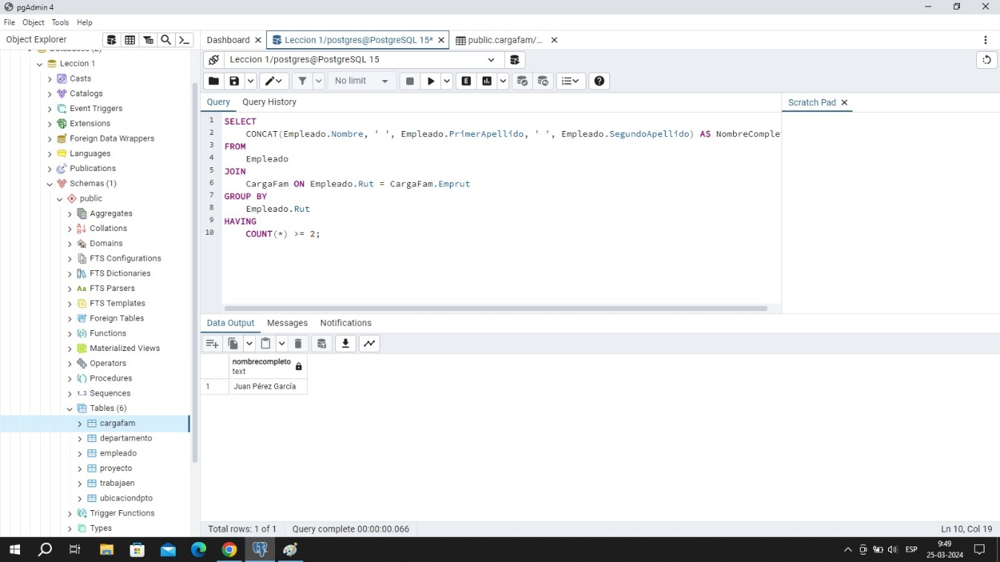 pgAdmin 4
File Object Tools Help
Object Explorer
Dashboard
Leccion 1/postgres@PostgreSQL 15*
public.cargafam/...
Leccion 1/postgres@PostgreSQL 15
No limit
E
Query Query History
Scratch Pad
1 SELECT
2 CONCAT(Empleado.Nombre, ' ', Empleado.PrimerApellido, ' ', Empleado.SegundoApellido) AS NombreComple
3 FROM
4 Empleado
5 JOIN
6 CargaFam ON Empleado.Rut = CargaFam.Emprut
7 GROUP BY
8 Empleado.Rut
9 HAVING
10 COUNT(*) >= 2;
Leccion 1
Casts
Catalogs
Event Triggers
Extensions
Foreign Data Wrappers
Languages
Publications
Schemas (1)
public
Aggregates
Collations
Domains
FTS Configurations
FTS Dictionaries
Aa FTS Parsers
FTS Templates
Foreign Tables
Functions
Materialized Views
Operators
Procedures
1..3 Sequences
Tables (6)
cargafam
departamento
empleado
proyecto
trabajaen
ubicaciondpto
Trigger Functions
Types
Data Output Messages Notifications
nombrecompleto
text
1 Juan Pérez García
Total rows: 1 of 1 Query complete 00:00:00.066 Ln 10, Col 19
ESP
9:49
25-03-2024